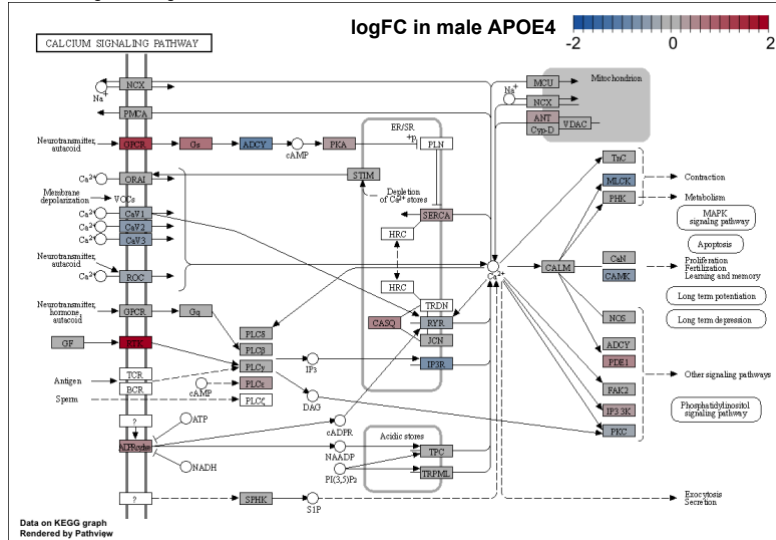 logFC in male APOE4
-2 0 2
CALCIUM SIGNALING PATHWAY
NCX
Na+
PMCA
Neurotransmitter,
autacoid
GPCR
Gs
ADCY
cAMP
PKA
+p
ER/SR
PLN
MCU
Mitochondrion
Na+
NCX
ANT
Cyp-D
VDAC
Ca2+
ORAI
STIM
Membrane
depolarization
VOCs
Depletion
of Ca2+ stores
Ca2+
CaV1
Ca2+
CaV2
Ca2+
CaV3
SERCA
HRC
Neurotransmitter,
autacoid
Ca2+
ROC
HRC
TRDN
Ca2+
CALM
TnC
MLCK
PHK
Contraction
Metabolism
MAPK
signaling pathway
Apoptosis
CaN
CAMK
Proliferation
Fertilization
Learning and memory
Long term potentiation
Long term depression
Neurotransmitter,
hormone,
autacoid
GPCR
Gq
PLCδ
PLCβ
PLCγ
PLCε
PLCζ
CASQ
RYR
JCN
IP3R
NOS
ADCY
PDE1
FAK2
IP3 3K
PKC
Other signaling pathways
Phosphatidylinositol
signaling pathway
GF
RTK
IP3
Antigen
TCR
BCR
cAMP
Sperm
DAG
?
ATP
cADPR
NAADP
NADH
PI(3,5)P2
Acidic stores
TPC
TRPML
?
SPHK
S1P
Exocytosis
Secretion
Data on KEGG graph
Rendered by Pathview